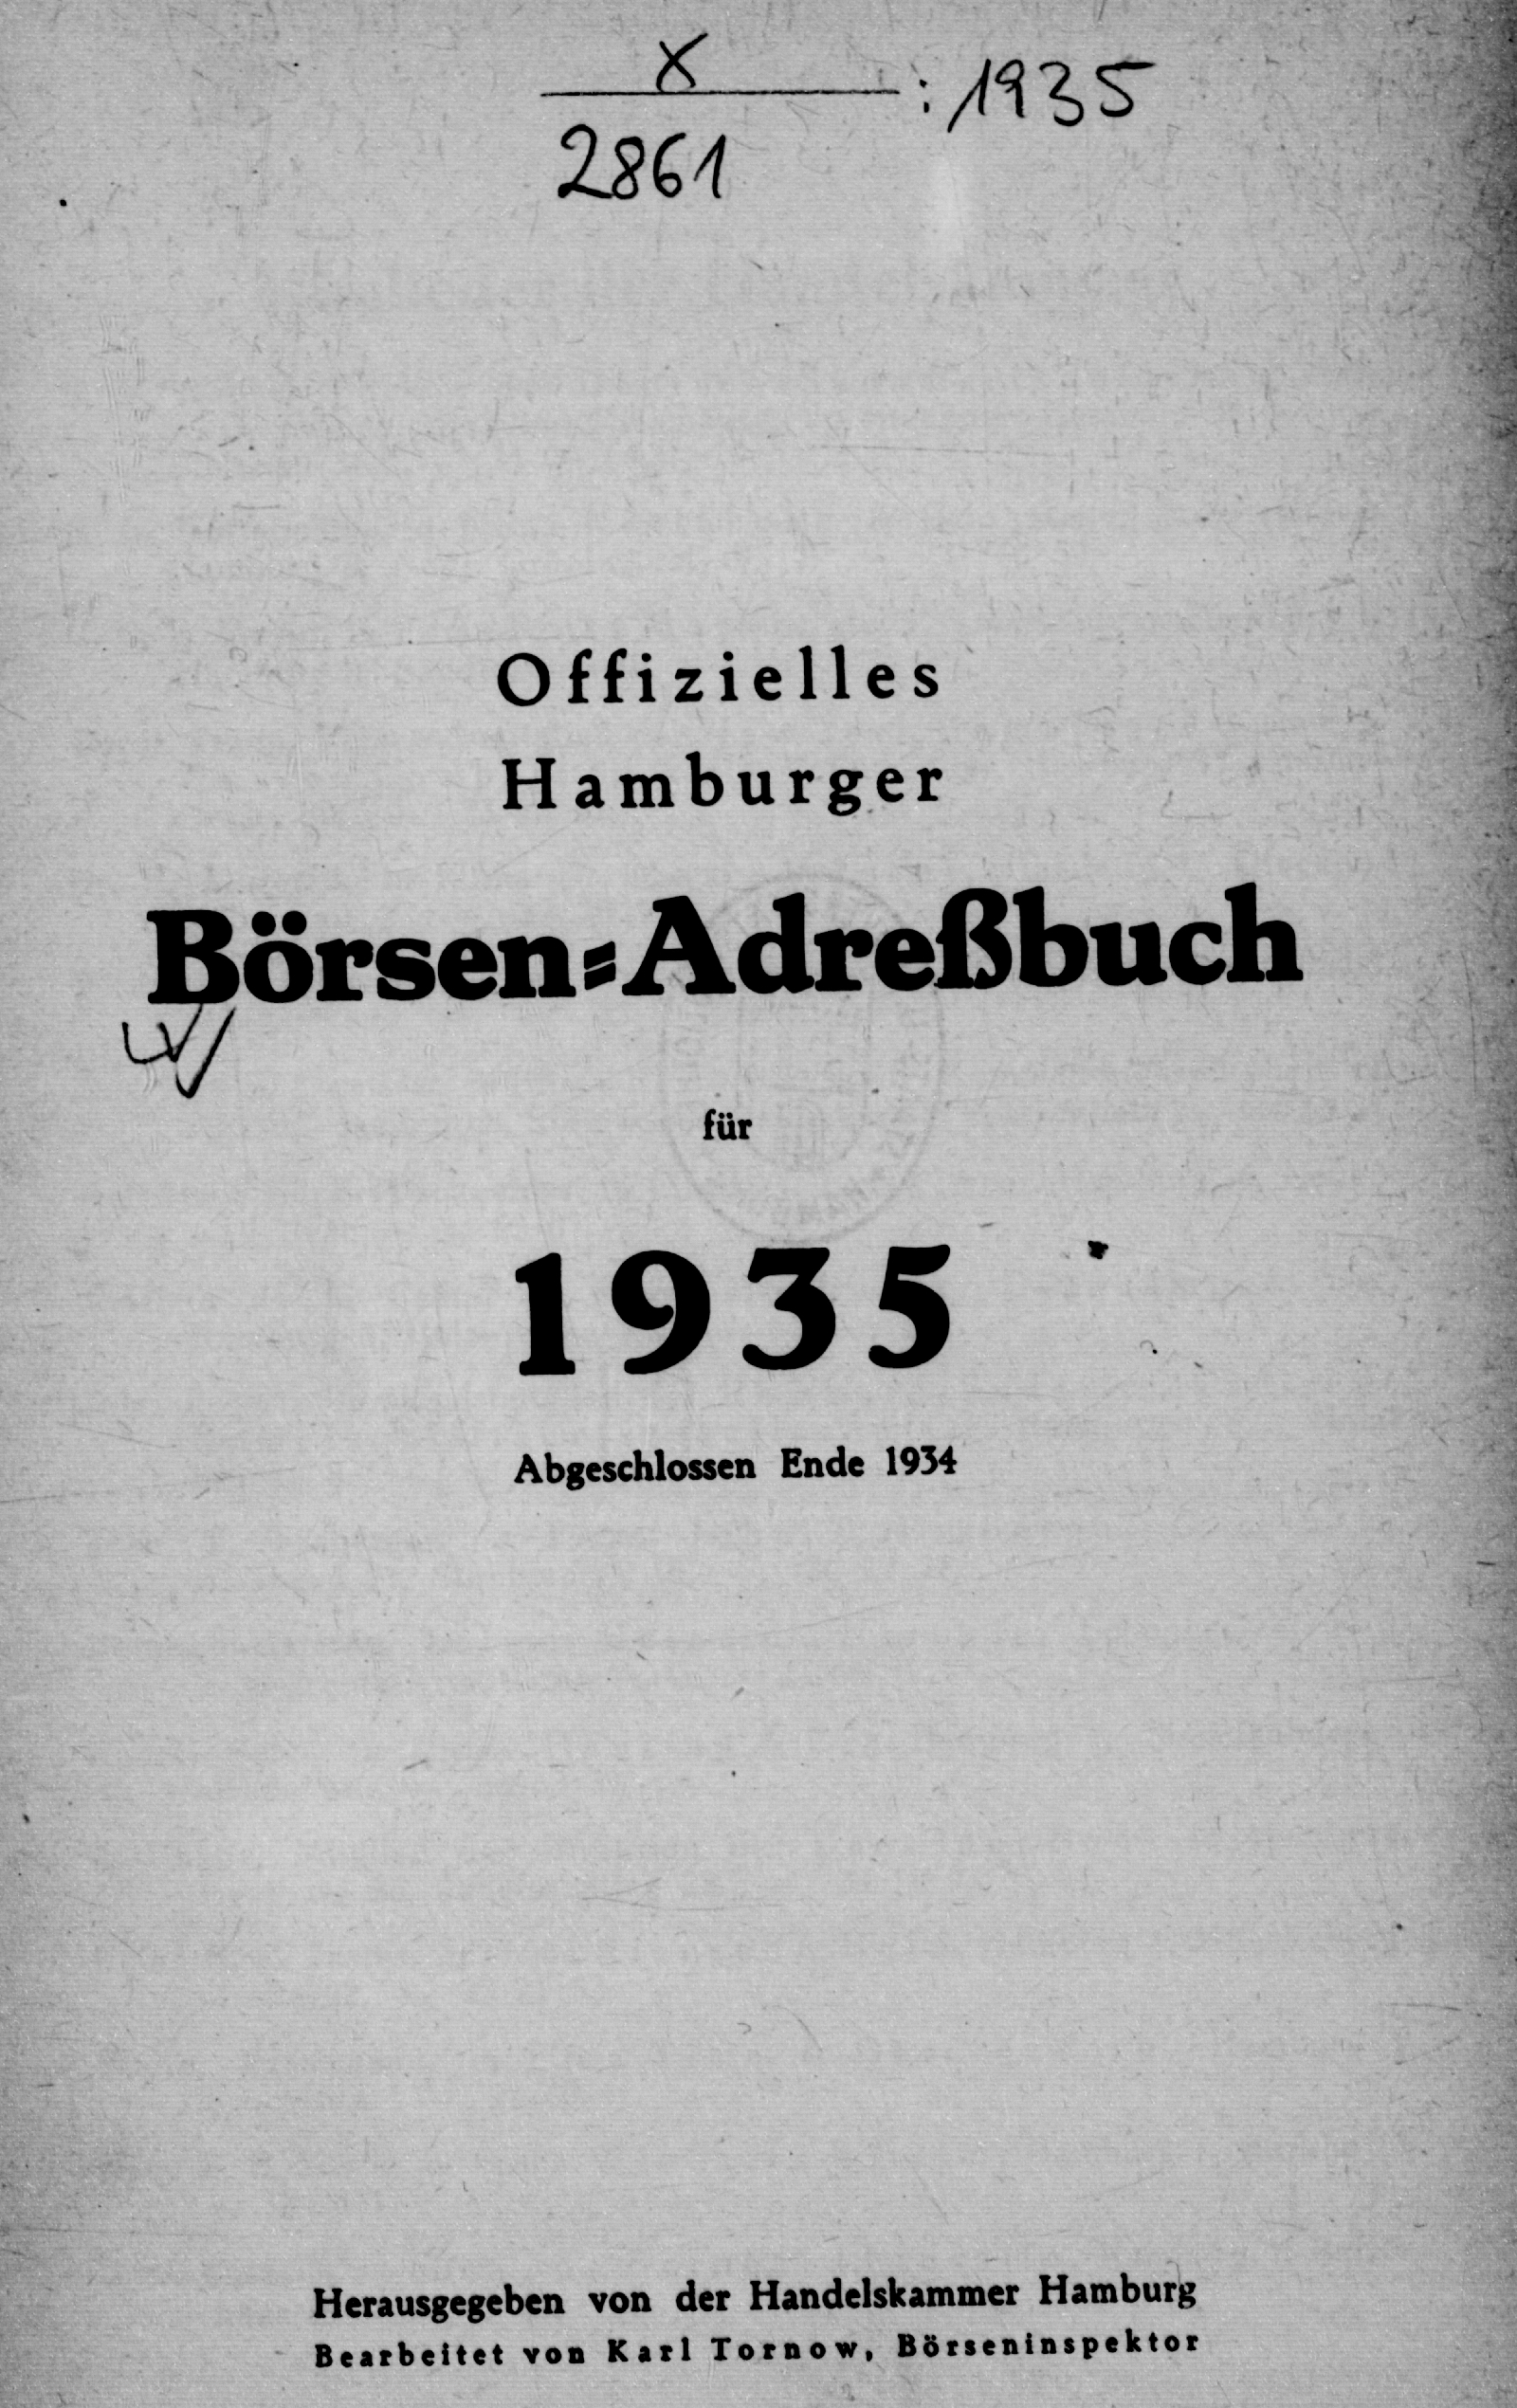 X : 1935
2861
Offizielles
Hamburger
Börsen=Adreßbuch
für
1935
Abgeschlossen Ende 1934
Herausgegeben von der Handelskammer Hamburg
Bearbeitet von Karl Tornow, Börseninspektor